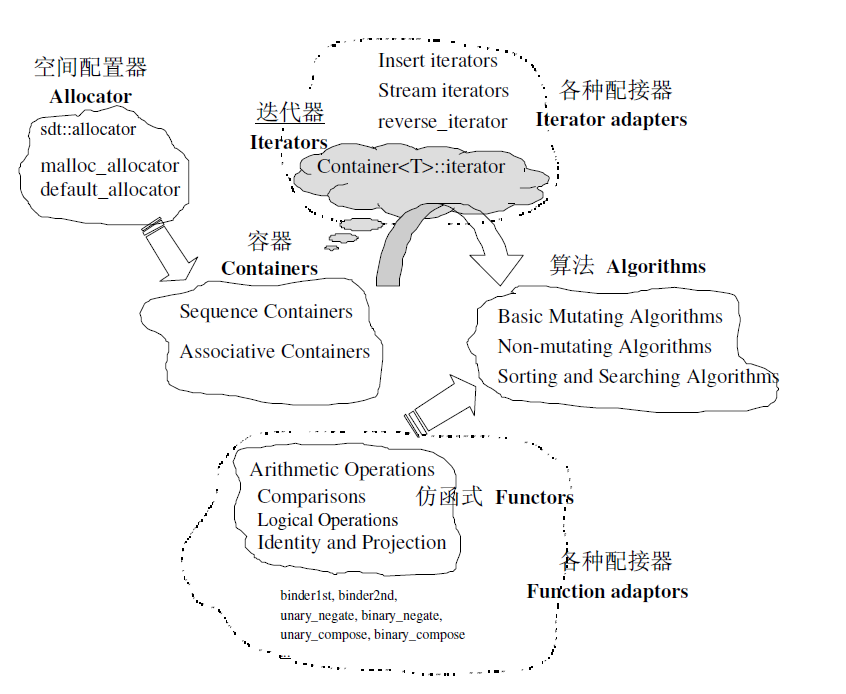 空间配置器
Allocator
sdt::allocator
malloc_allocator
default_allocator
Insert iterators
Stream iterators
reverse_iterator
迭代器
Iterators
Container<T>::iterator
各种配接器
Iterator adapters
容器
Containers
Sequence Containers
Associative Containers
算法 Algorithms
Basic Mutating Algorithms
Non-mutating Algorithms
Sorting and Searching Algorithms
Arithmetic Operations
Comparisons
Logical Operations
Identity and Projection
仿函式 Functors
各种配接器
Function adaptors
binder1st, binder2nd,
unary_negate, binary_negate,
unary_compose, binary_compose
...